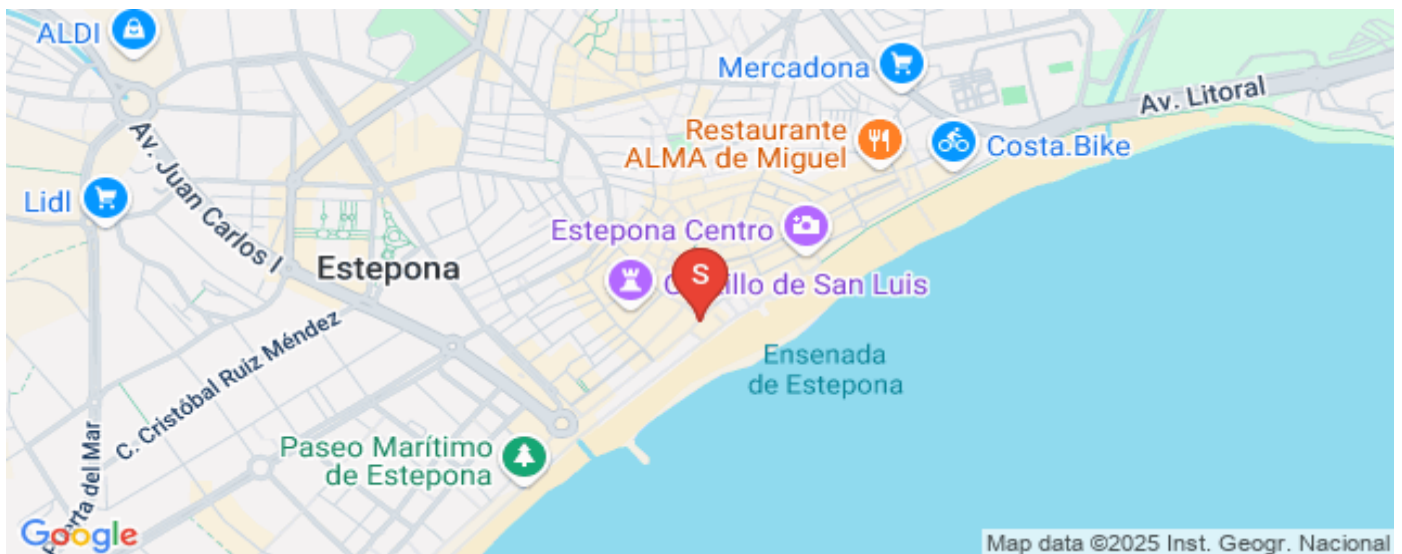 ALDI
Mercadona
Av. Litoral
Restaurante
ALMA de Miguel
Costa.Bike
Av. Juan Carlos I
Lidl
Estepona Centro
Estepona
S
illo de San Luis
C. Cristóbal Ruiz Méndez
Ensenada
de Estepona
Paseo Marítimo
de Estepona
del Mar
Google
Map data ©2025 Inst. Geogr. Nacional